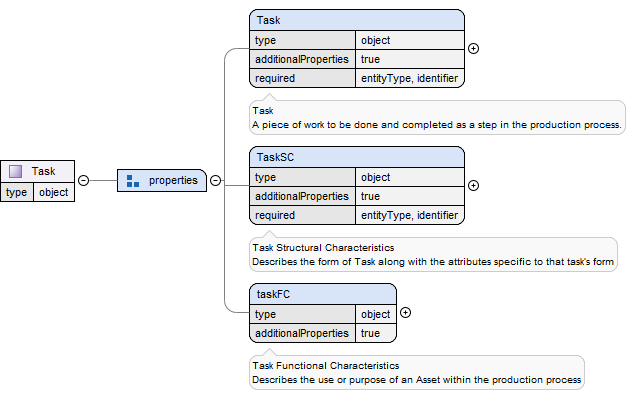 Task
type object
additionalProperties true
required entityType, identifier
Task
A piece of work to be done and completed as a step in the production process.
TaskSC
type object
additionalProperties true
required entityType, identifier
Task
type object
properties
Task Structural Characteristics
Describes the form of Task along with the attributes specific to that task's form
taskFC
type object
additionalProperties true
Task Functional Characteristics
Describes the use or purpose of an Asset within the production process